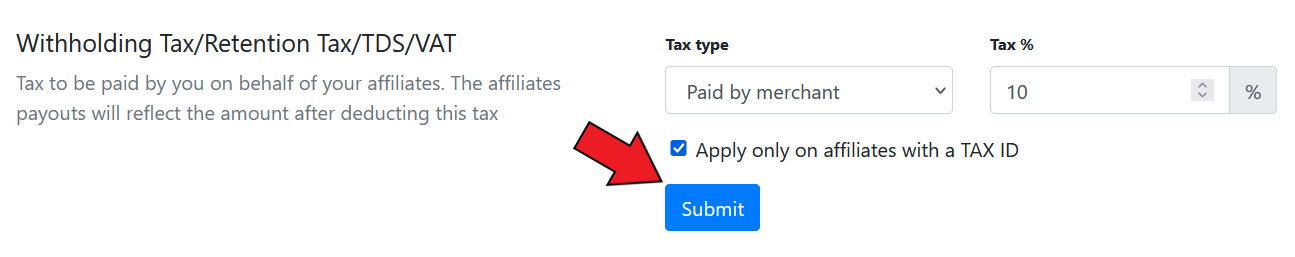 Withholding Tax/Retention Tax/TDS/VAT
Tax to be paid by you on behalf of your affiliates. The affiliates
payouts will reflect the amount after deducting this tax
Tax type
Paid by merchant
Tax %
10
%
Apply only on affiliates with a TAX ID
Submit